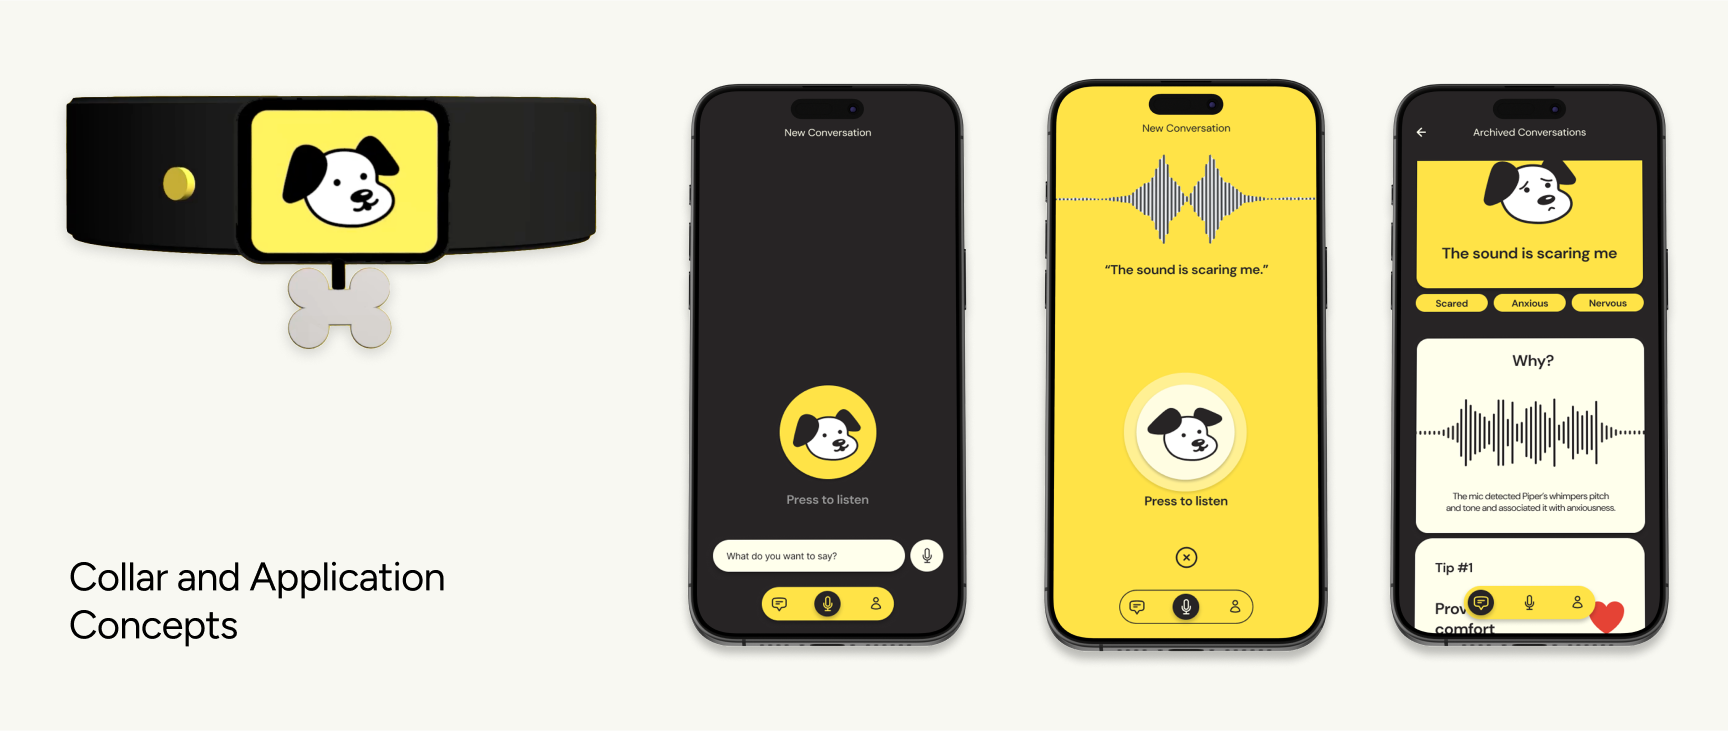 Collar and Application
Concepts
New Conversation
Press to listen
What do you want to say?
New Conversation
“The sound is scaring me.”
Press to listen
Archived Conversations
The sound is scaring me
Scared
Anxious
Nervous
Why?
The mic detected Piper's whimpers pitch
and tone and associated it with anxiousness.
Tip #1
comfort